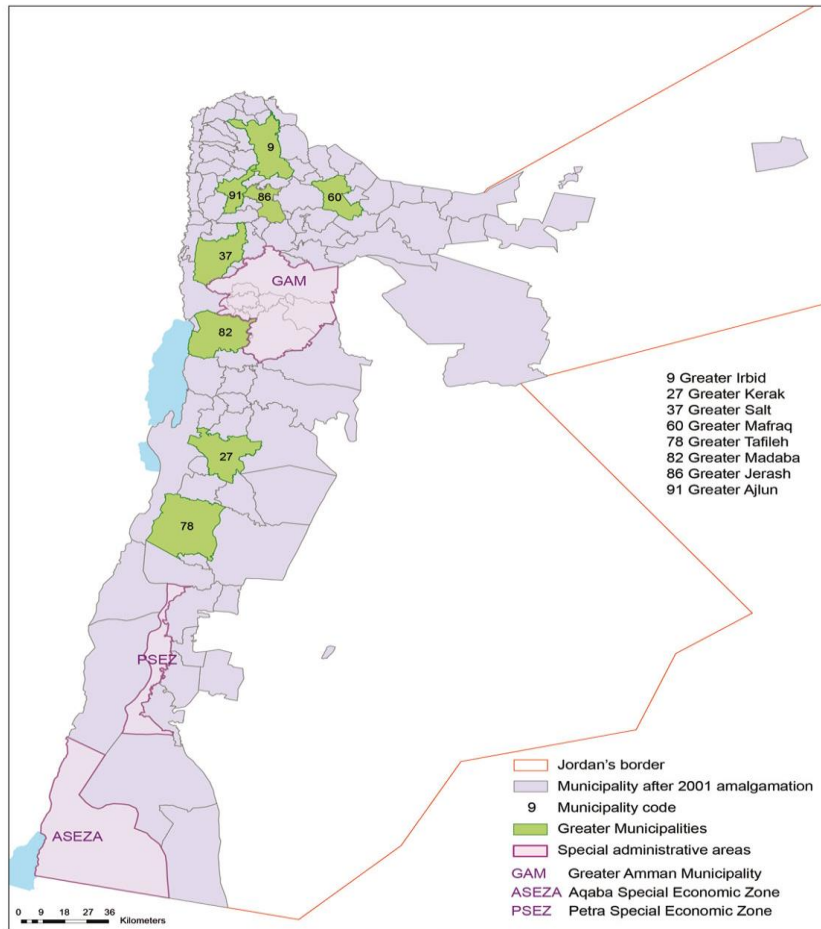 9
91
86
60
37
GAM
82
9 Greater Irbid
27 Greater Kerak
37 Greater Salt
60 Greater Mafraq
78 Greater Tafileh
82 Greater Madaba
86 Greater Jerash
91 Greater Ajlun
27
78
PSEZ
ASEZA
Jordan's border
Municipality after 2001 amalgamation
9 Municipality code
Greater Municipalities
Special administrative areas
GAM Greater Amman Municipality
ASEZA Aqaba Special Economic Zone
PSEZ Petra Special Economic Zone
0 9 18 27 36
Kilometers